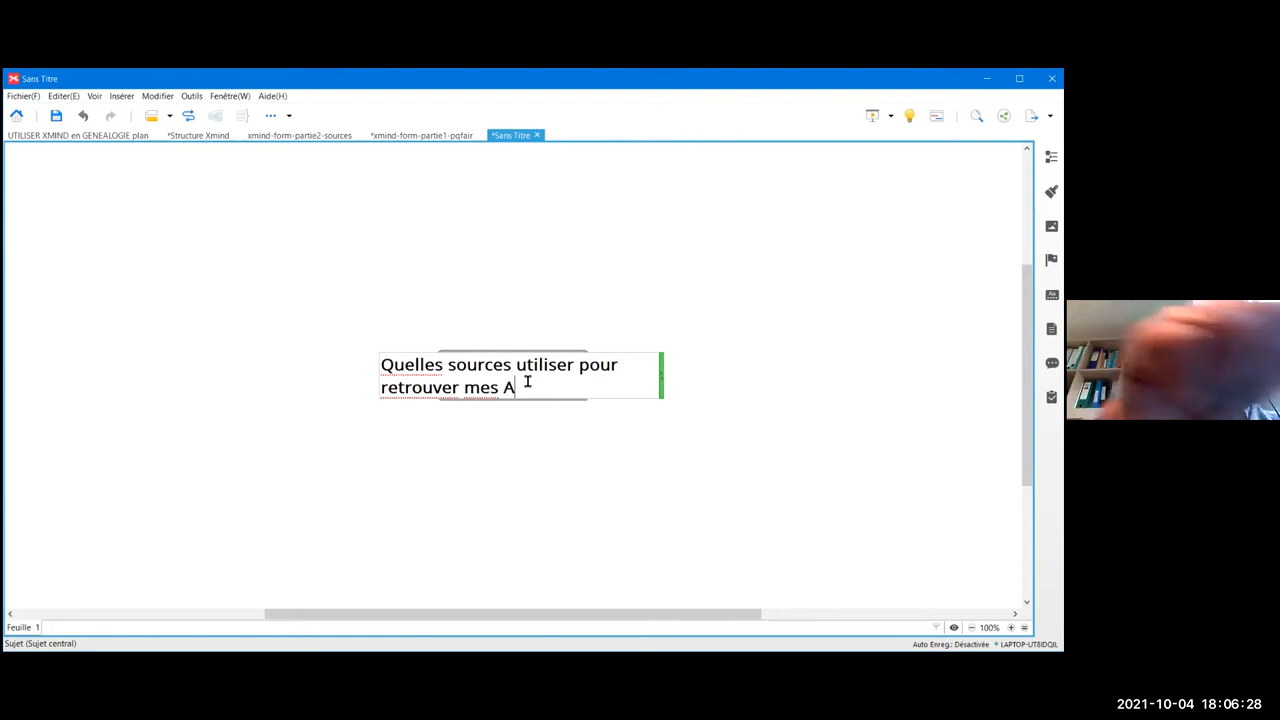 Sans Titre
Fichier(F) Editer(E) Voir Insérer Modifier Outils Fenêtre(W) Aide(H)
UTILISER XMIND en GENEALOGIE plan *Structure Xmind xmind-form-partie2-sources *xmind-form-partie1-pqfair *Sans Titre
Aa
Quelles sources utiliser pour
retrouver mes A
Feuille 1 100%
Sujet (Sujet central) Auto Enreg.: Désactivée LAPTOP-UT8IDQIL
2021-10-04 18:06:28